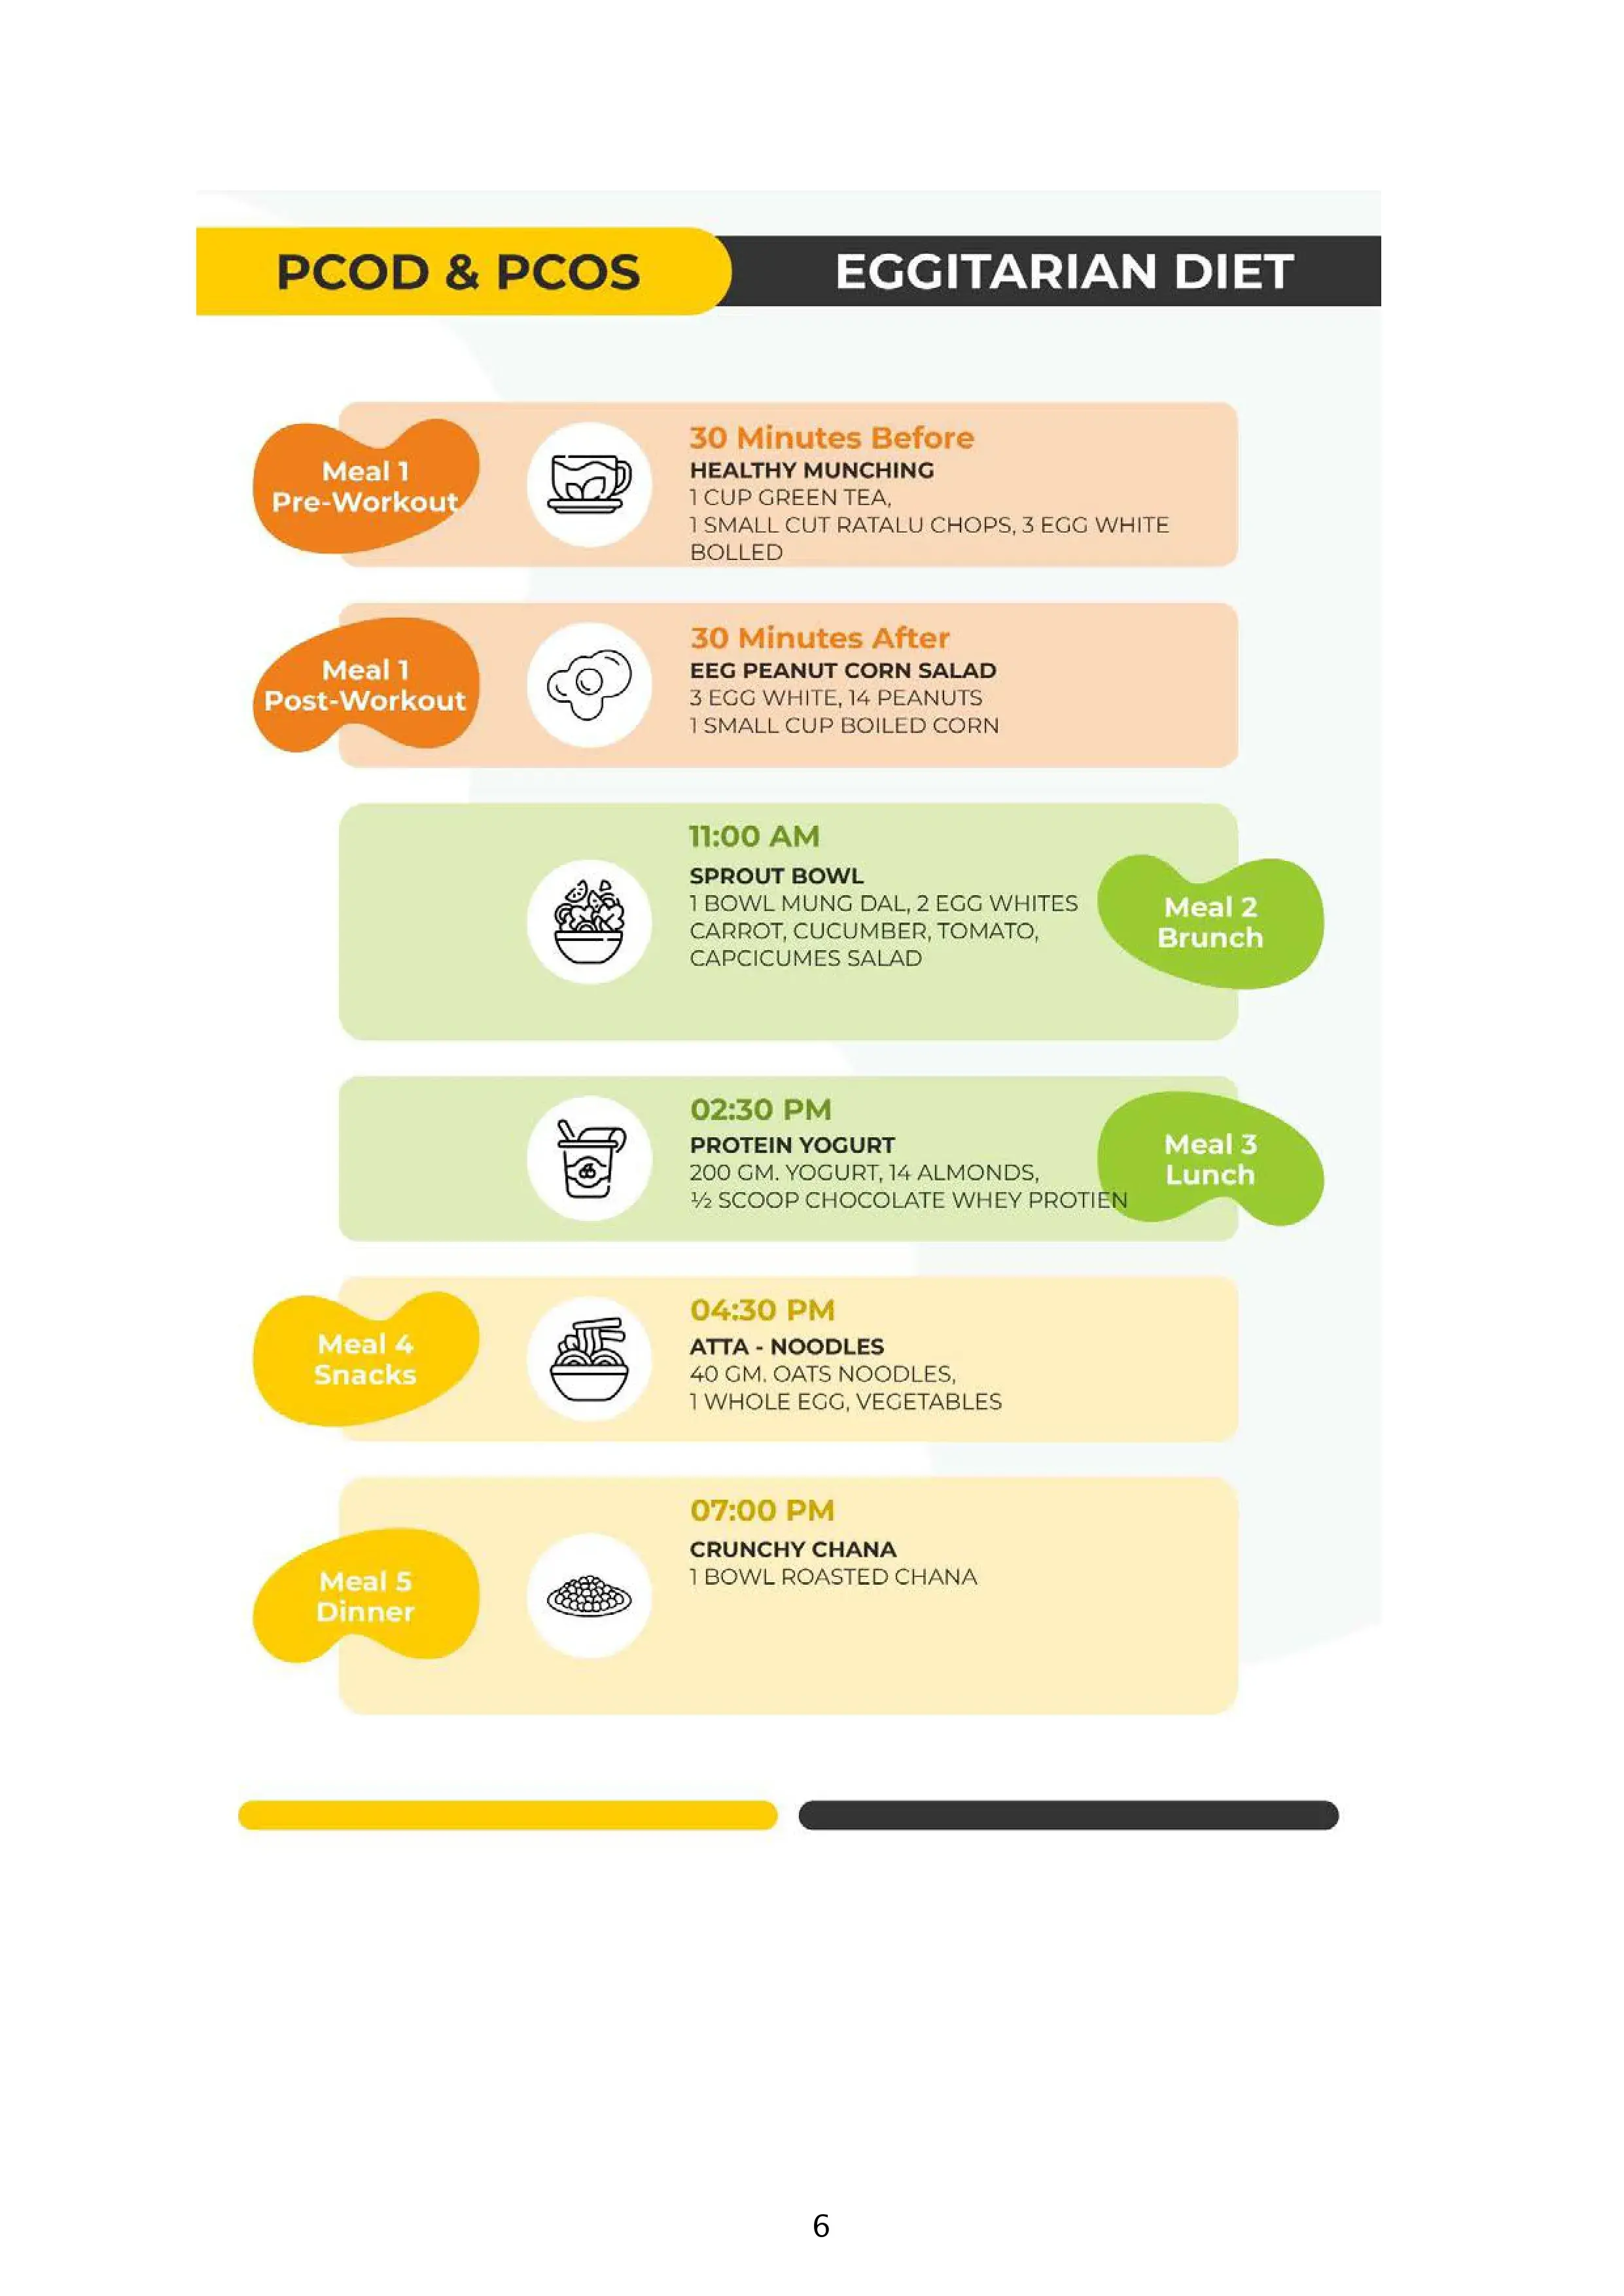 PCOD & PCOS
EGGITARIAN DIET
Meal 1
Pre-Workout
30 Minutes Before
HEALTHY MUNCHING
1 CUP GREEN TEA,
1 SMALL CUT RATALU CHOPS, 3 EGG WHITE
BOLLED
Meal 1
Post-Workout
30 Minutes After
EEG PEANUT CORN SALAD
3 EGG WHITE, 14 PEANUTS
1 SMALL CUP BOILED CORN
11:00 AM
SPROUT BOWL
1 BOWL MUNG DAL, 2 EGG WHITES
CARROT, CUCUMBER, TOMATO,
CAPCICUMES SALAD
Meal 2
Brunch
02:30 PM
PROTEIN YOGURT
200 GM. YOGURT, 14 ALMONDS,
½ SCOOP CHOCOLATE WHEY PROTIEN
Meal 3
Lunch
Meal 4
Snacks
04:30 PM
ATTA - NOODLES
40 GM. OATS NOODLES,
1 WHOLE EGG, VEGETABLES
Meal 5
Dinner
07:00 PM
CRUNCHY CHANA
1 BOWL ROASTED CHANA
6